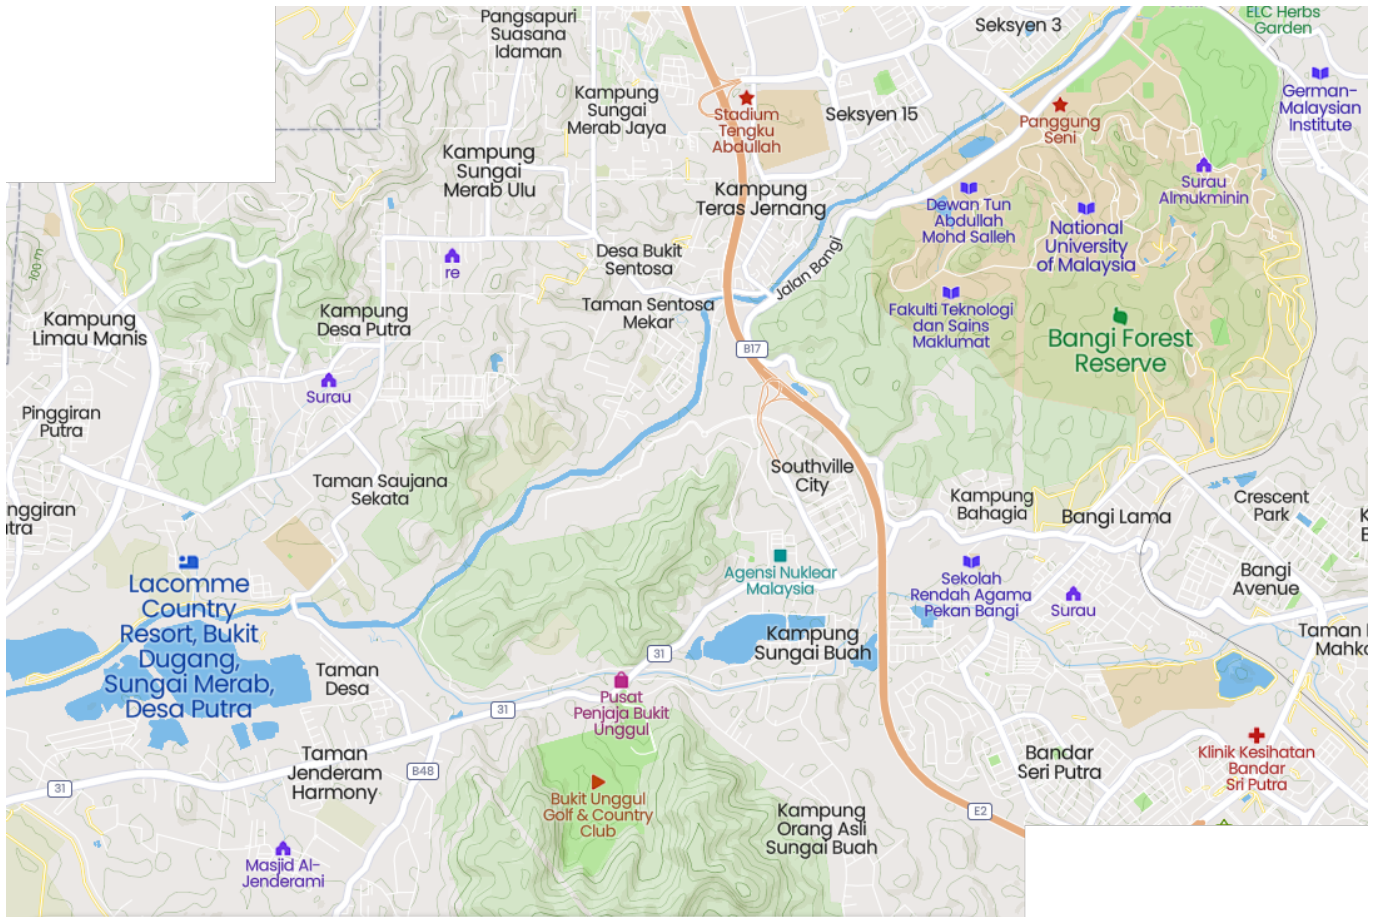 Pangsapuri
Suasana
Idaman
Seksyen 3
ELC Herbs
Garden
German-
Malaysian
Institute
Kampung
Sungai
Merab Jaya
Stadium
Tengku
Abdullah
Seksyen 15
Panggung
Seni
Kampung
Sungai
Merab Ulu
Kampung
Teras Jernang
Surau
Almukminin
Dewan Tun
Abdullah
Mohd Salleh
National
University
of Malaysia
100 m
re
Desa Bukit
Sentosa
Jalan Bangi
Taman Sentosa
Mekar
Kampung
Limau Manis
Kampung
Desa Putra
Fakulti Teknologi
dan Sains
Maklumat
Bangi Forest
Reserve
B17
Surau
Pinggiran
Putra
Taman Saujana
Sekata
Southville
City
Kampung
Bahagia
Bangi Lama
Crescent
Park
K
B
nggiran
tra
Lacomme
Country
Resort, Bukit
Dugang,
Sungai Merab,
Desa Putra
Agensi Nuklear
Malaysia
Sekolah
Rendah Agama
Pekan Bangi
Surau
Bangi
Avenue
Taman
Mahko
Kampung
Sungai Buah
31
Taman
Desa
Pusat
Penjaja Bukit
Unggul
31
Taman
Jenderam
Harmony
B48
31
Bandar
Seri Putra
Klinik Kesihatan
Bandar
Sri Putra
Bukit Unggul
Golf & Country
Club
Kampung
Orang Asli
Sungai Buah
E2
Masjid Al-
Jenderami